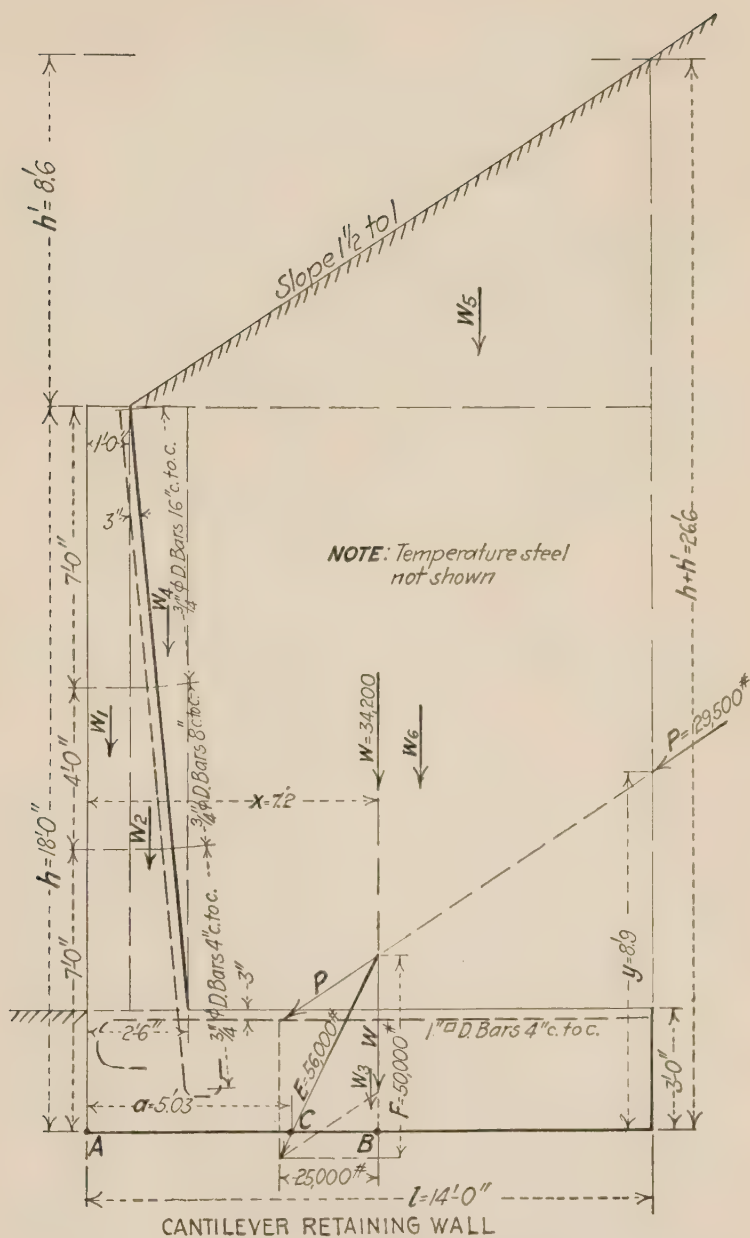 h'=8.'6
Slope 1½ to 1
W5
1'-0"
3"
7'-0"
W4
¾"ϕ D. Bars 16"c. to. c.
NOTE: Temperature steel
not shown
h+h'=26.'6
h=18'-0"
4'-0"
W1
¾"ϕ D. Bars 8"c. to. c.
W=34,200
W6
P=29,500#
x=7.'2
W2
7'-0"
¾"ϕ D. Bars 4"c. to c.
y=8.'9
3"
P
2'-6"
1"□ D. Bars 4"c. to c.
E=56,000#
W
W3
F=50,000#
3'-0"
a=5.'03
A
C
B
25,000#
l=14'-0"
CANTILEVER RETAINING WALL